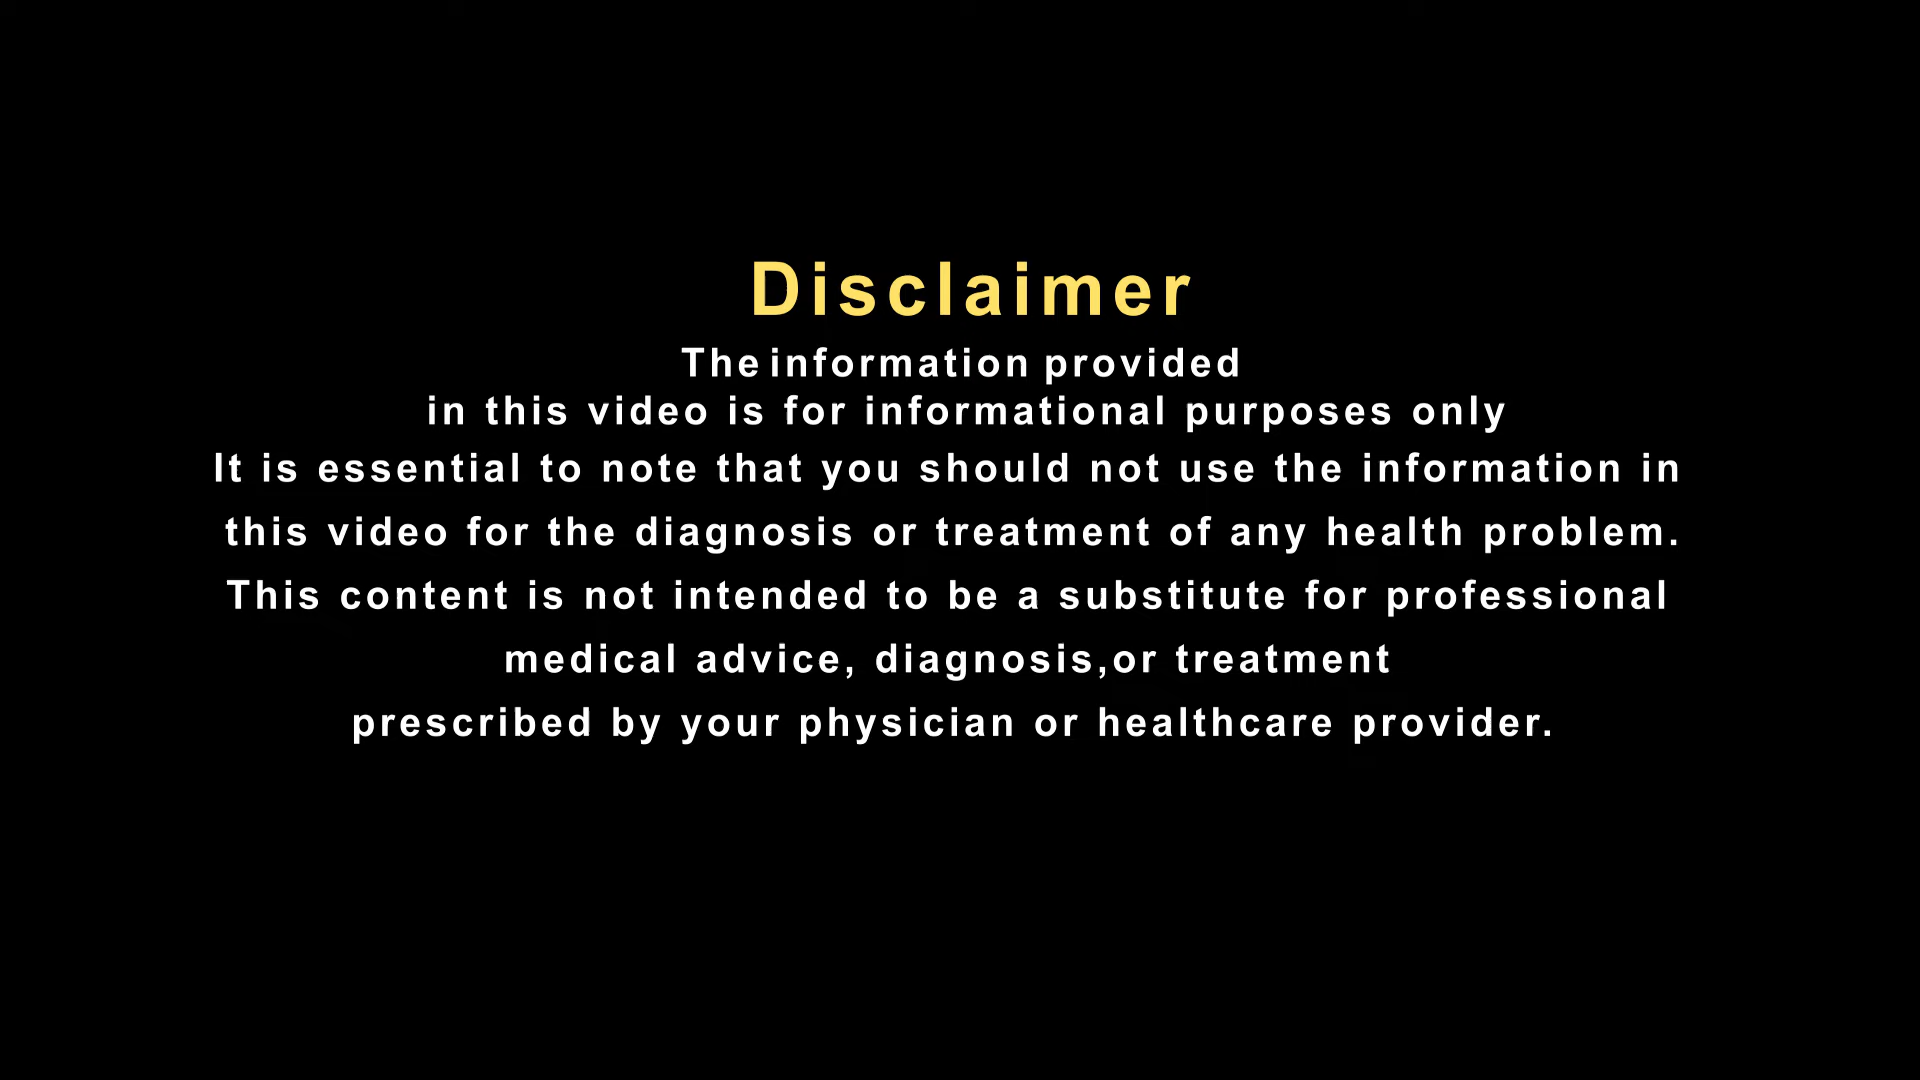 Disclaimer
The information provided
in this video is for informational purposes only
It is essential to note that you should not use the information in
this video for the diagnosis or treatment of any health problem.
This content is not intended to be a substitute for professional
medical advice, diagnosis,or treatment
prescribed by your physician or healthcare provider.